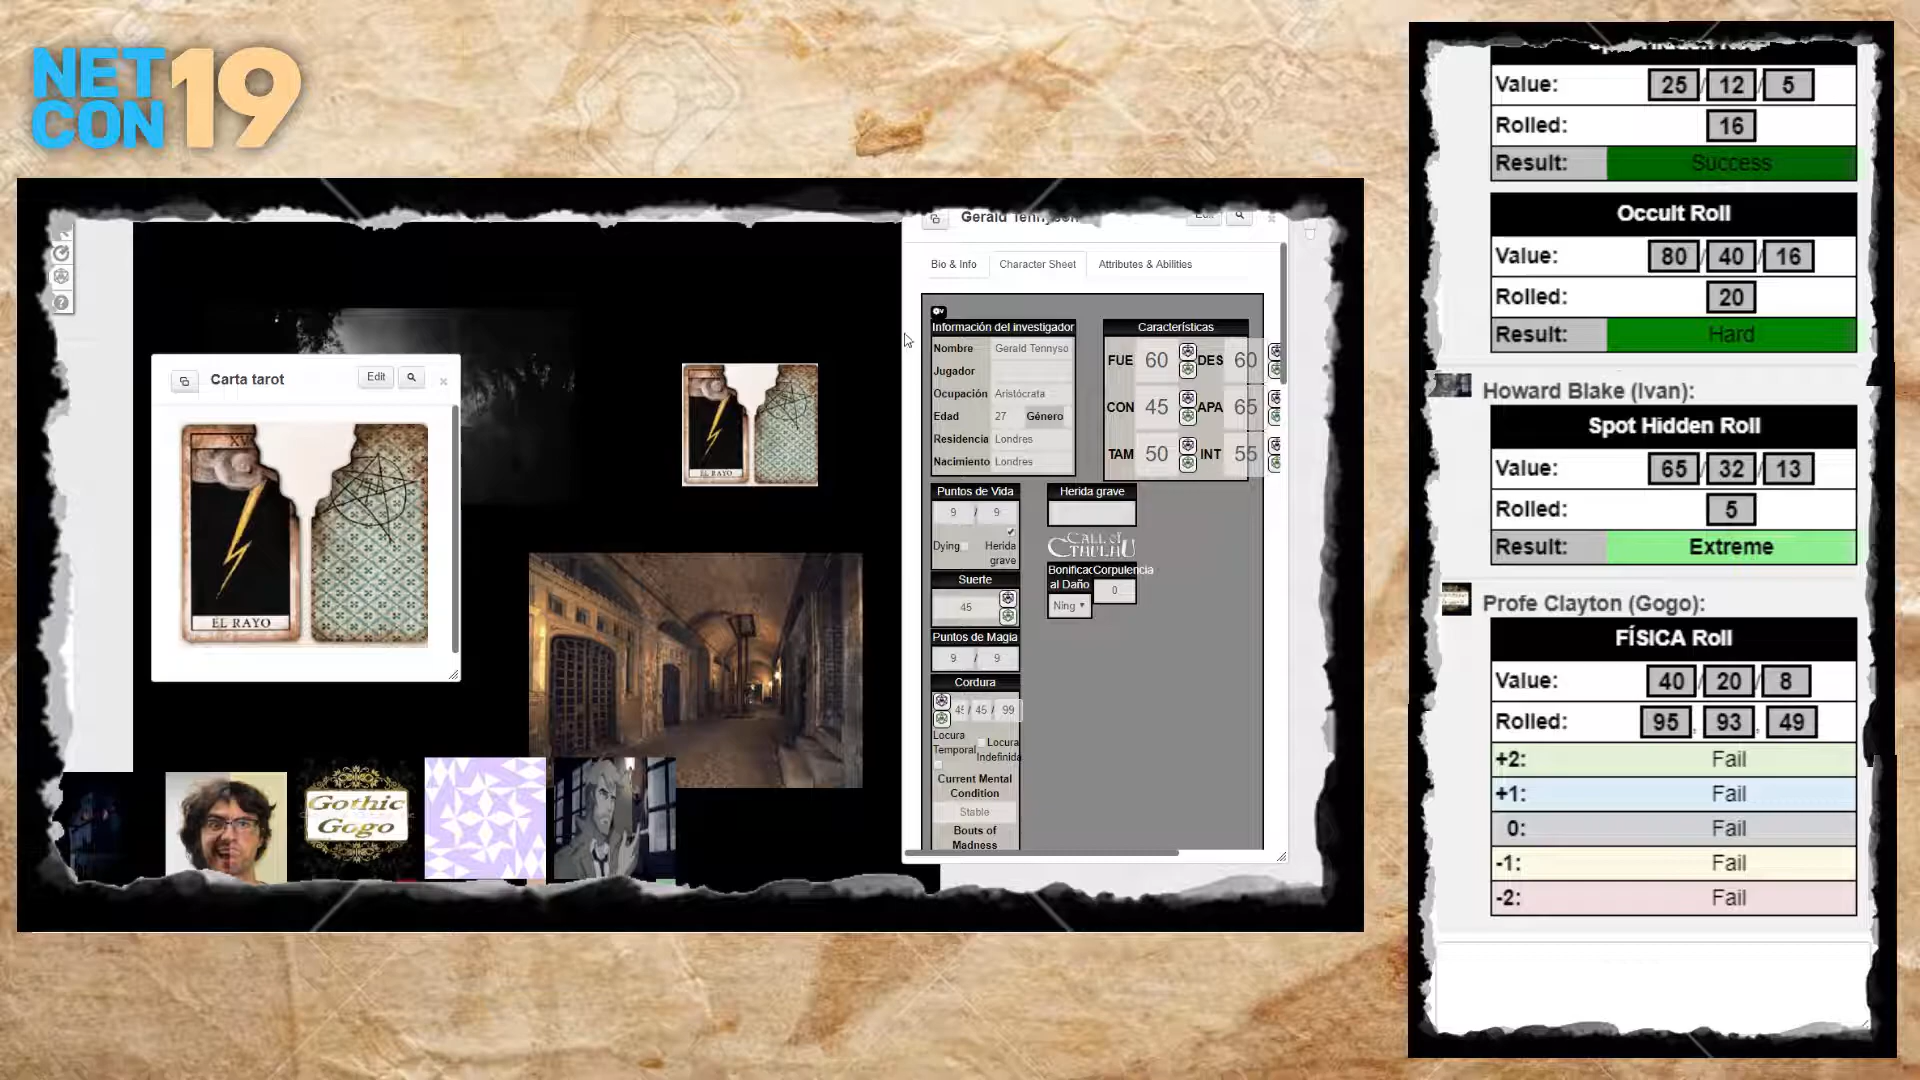 NET
CON 19
Carta tarot
Edit
XV
EL RAYO
EL RAYO
Gothic
Gogo
Bio & Info
Character Sheet
Attributes & Abilities
Información del investigador
Nombre Gerald Tennyso
Jugador
Ocupación Aristócrata
Edad 27 Género
Residencia Londres
Nacimiento Londres
Características
FUE 60 DES 60
CON 45 APA 65
TAM 50 INT 55
Puntos de Vida
9 / 9
Dying Herida
grave
Herida grave
CALL of
CTHULHU
Corpulencia
al Daño
Ning
0
Suerte
45
Puntos de Magia
9 / 9
Cordura
45 / 45 / 99
Locura
Temporal
Locura
Indefinida
Current Mental
Condition
Stable
Bouts of
Madness
Value: 25 / 12 / 5
Rolled: 16
Result: Success
Occult Roll
Value: 80 / 40 / 16
Rolled: 20
Result: Hard
Howard Blake (Ivan):
Spot Hidden Roll
Value: 65 / 32 / 13
Rolled: 5
Result: Extreme
Profe Clayton (Gogo):
FÍSICA Roll
Value: 40 / 20 / 8
Rolled: 95, 93, 49
+2: Fail
+1: Fail
0: Fail
-1: Fail
-2: Fail